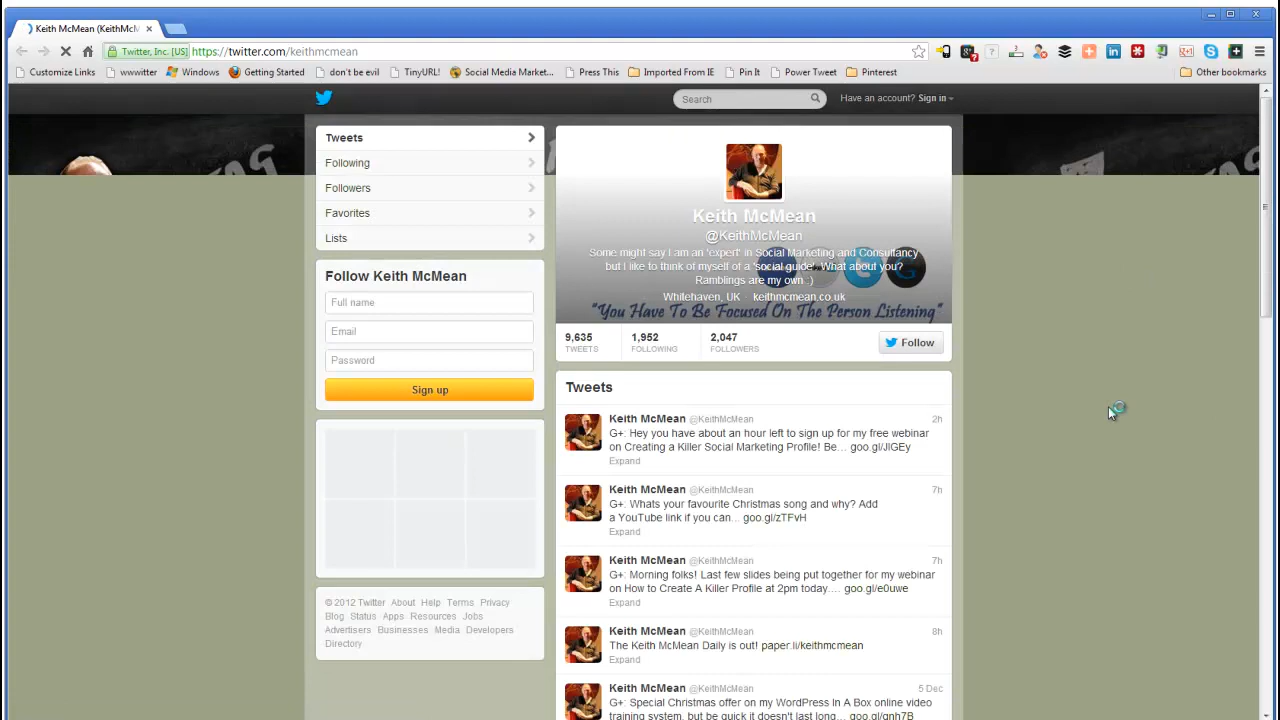 Keith McMean (KeithMcM
Twitter, Inc. [US] https://twitter.com/keithmcmean
Customize Links wwwitter Windows Getting Started don't be evil TinyURL! Social Media Market... Press This Imported From IE Pin It Power Tweet Pinterest Other bookmarks
Search Have an account? Sign in
Tweets
Following
Followers
Favorites
Lists
Follow Keith McMean
Full name
Email
Password
Sign up
© 2012 Twitter About Help Terms Privacy
Blog Status Apps Resources Jobs
Advertisers Businesses Media Developers
Directory
Keith McMean
@KeithMcMean
Some might say I am an 'expert' in Social Marketing and Consultancy
but I like to think of myself of a 'social guide'. What about you?
Ramblings are my own :)
Whitehaven, UK · keithmcmean.co.uk
"You Have To Be Focused On The Person Listening"
9,635 1,952 2,047
TWEETS FOLLOWING FOLLOWERS
Follow
Tweets
Keith McMean @KeithMcMean 2h
G+: Hey you have about an hour left to sign up for my free webinar
on Creating a Killer Social Marketing Profile! Be... goo.gl/JlGEy
Expand
Keith McMean @KeithMcMean 7h
G+: Whats your favourite Christmas song and why? Add
a YouTube link if you can... goo.gl/zTFvH
Expand
Keith McMean @KeithMcMean 7h
G+: Morning folks! Last few slides being put together for my webinar
on How to Create A Killer Profile at 2pm today.... goo.gl/e0uwe
Expand
Keith McMean @KeithMcMean 8h
The Keith McMean Daily is out! paper.li/keithmcmean
Expand
Keith McMean @KeithMcMean 5 Dec
G+: Special Christmas offer on my WordPress In A Box online video
training system, but be quick it doesn't last long... goo.gl/gnh7B